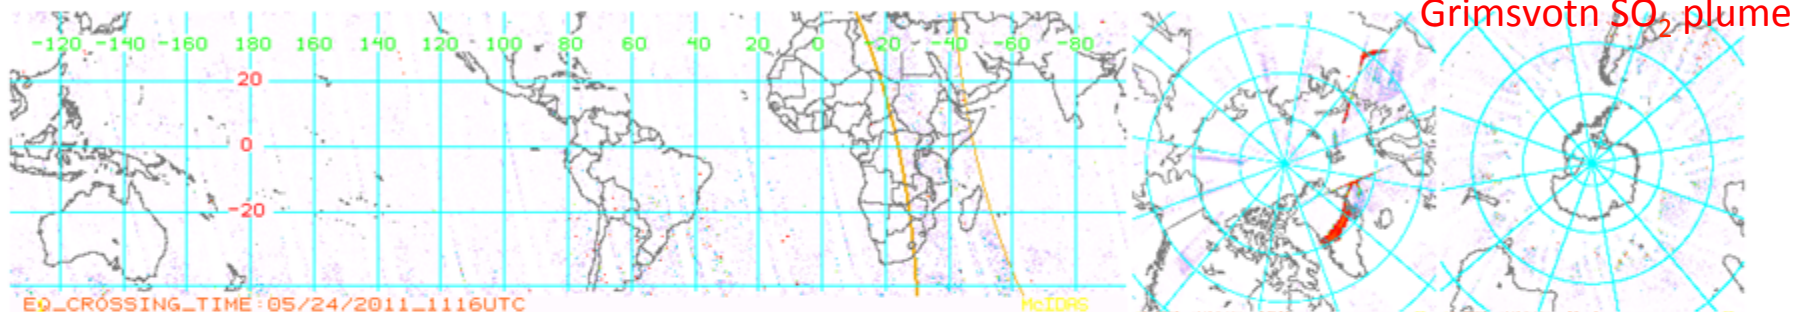 Grimsvotn SO2 plume
-120 -140 -160 180 160 140 120 100 80 60 40 20 0 -20 -40 -60 -80
20
0
-20
EQ_CROSSING_TIME:05/24/2011_1116UTC
McIDAS